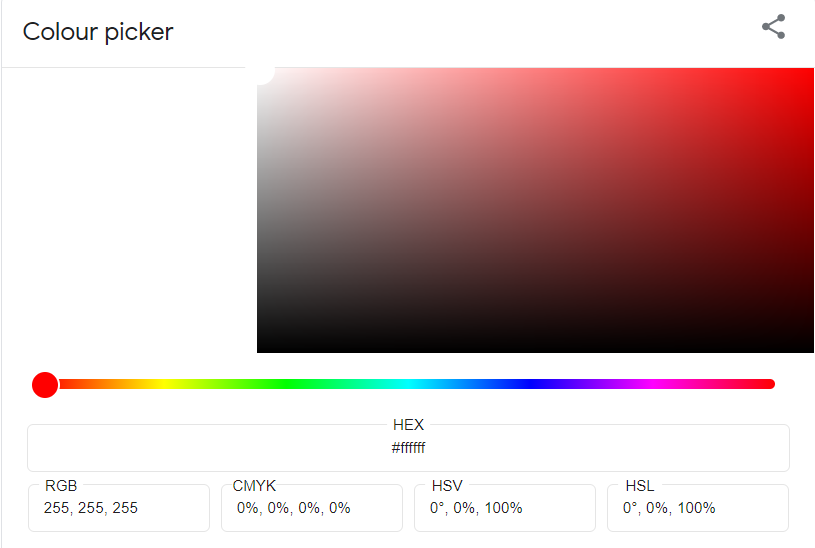 Colour picker
HEX
#ffffff
RGB
255, 255, 255
CMYK
0%, 0%, 0%, 0%
HSV
0°, 0%, 100%
HSL
0°, 0%, 100%